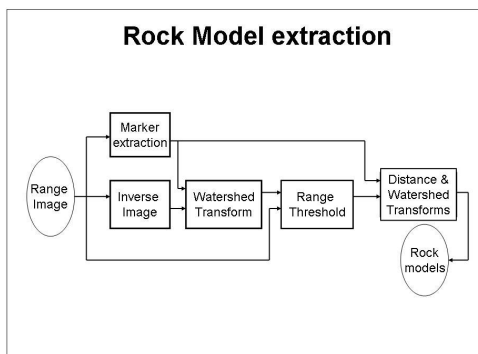 Rock Model extraction
Marker
extraction
Range
Image
Inverse
Image
Watershed
Transform
Range
Threshold
Distance &
Watershed
Transforms
Rock
models